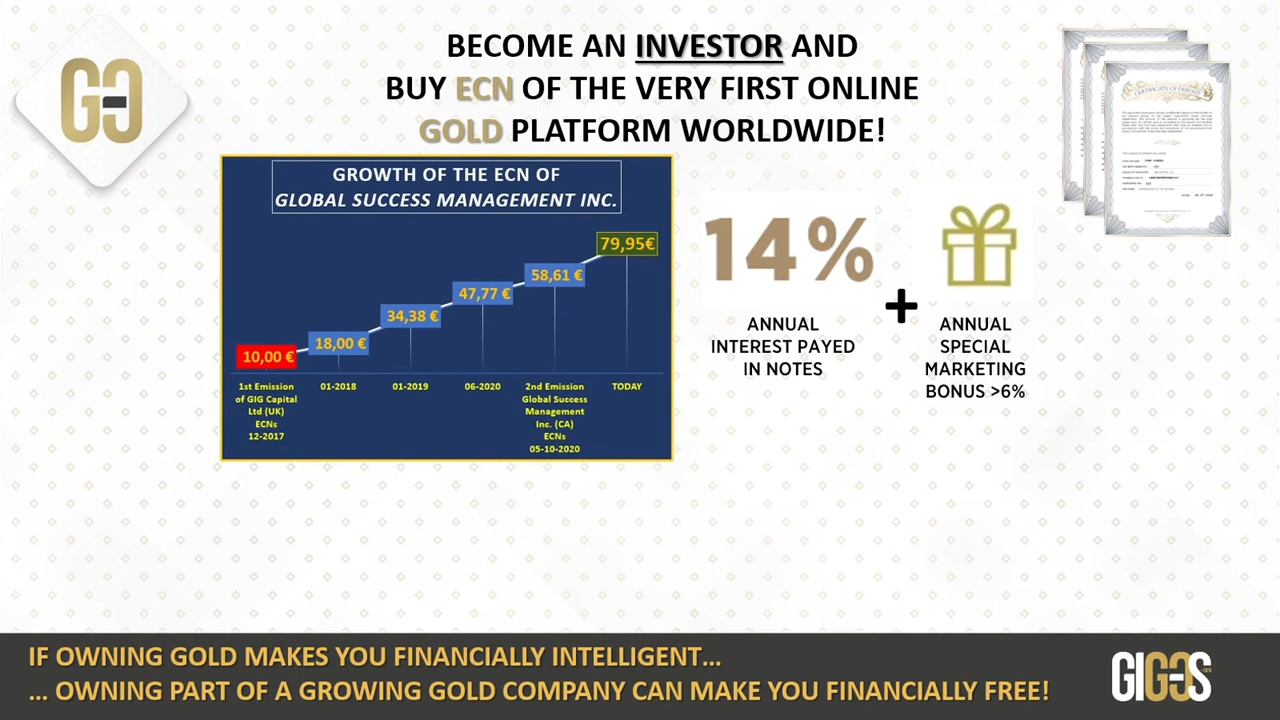 BECOME AN INVESTOR AND
BUY ECN OF THE VERY FIRST ONLINE
GOLD PLATFORM WORLDWIDE!
CERTIFICATE OF DEPOSIT
GROWTH OF THE ECN OF
GLOBAL SUCCESS MANAGEMENT INC.
79,95€
58,61 €
47,77 €
34,38 €
18,00 €
10,00 €
1st Emission
of GIG Capital
Ltd (UK)
ECNs
12-2017
01-2018
01-2019
06-2020
2nd Emission
Global Success
Management
Inc. (CA)
ECNs
05-10-2020
TODAY
14%
ANNUAL
INTEREST PAYED
IN NOTES
+
ANNUAL
SPECIAL
MARKETING
BONUS >6%
IF OWNING GOLD MAKES YOU FINANCIALLY INTELLIGENT...
... OWNING PART OF A GROWING GOLD COMPANY CAN MAKE YOU FINANCIALLY FREE!
GIGOS